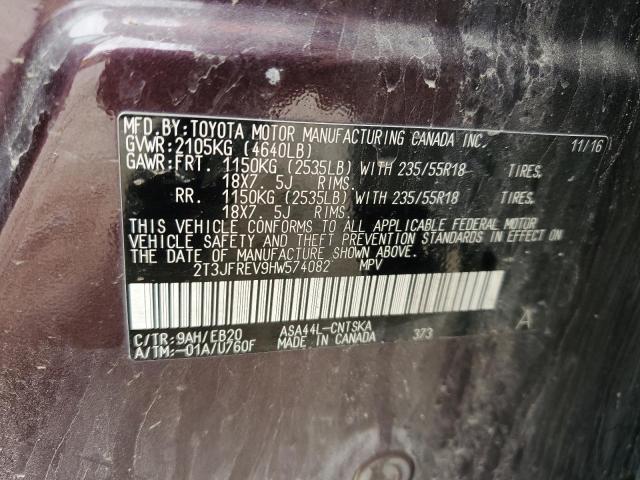 MFD.BY:TOYOTA MOTOR MANUFACTURING CANADA INC. 11/16
GVWR:2105KG (4640LB)
GAWR:FRT. 1150KG (2535LB) WITH 235/55R18 TIRES.
18X7. 5J RIMS.
RR. 1150KG (2535LB) WITH 235/55R18 TIRES.
18X7. 5J RIMS.
THIS VEHICLE CONFORMS TO ALL APPLICABLE FEDERAL MOTOR
VEHICLE SAFETY AND THEFT PREVENTION STANDARDS IN EFFECT ON
THE DATE OF MANUFACTURE SHOWN ABOVE.
2T3JFREV9HW574082 MPV
C/TR:9AH/EB20 ASA44L-CNTSKA 373 A
A/TM:-01A/U760F MADE IN CANADA